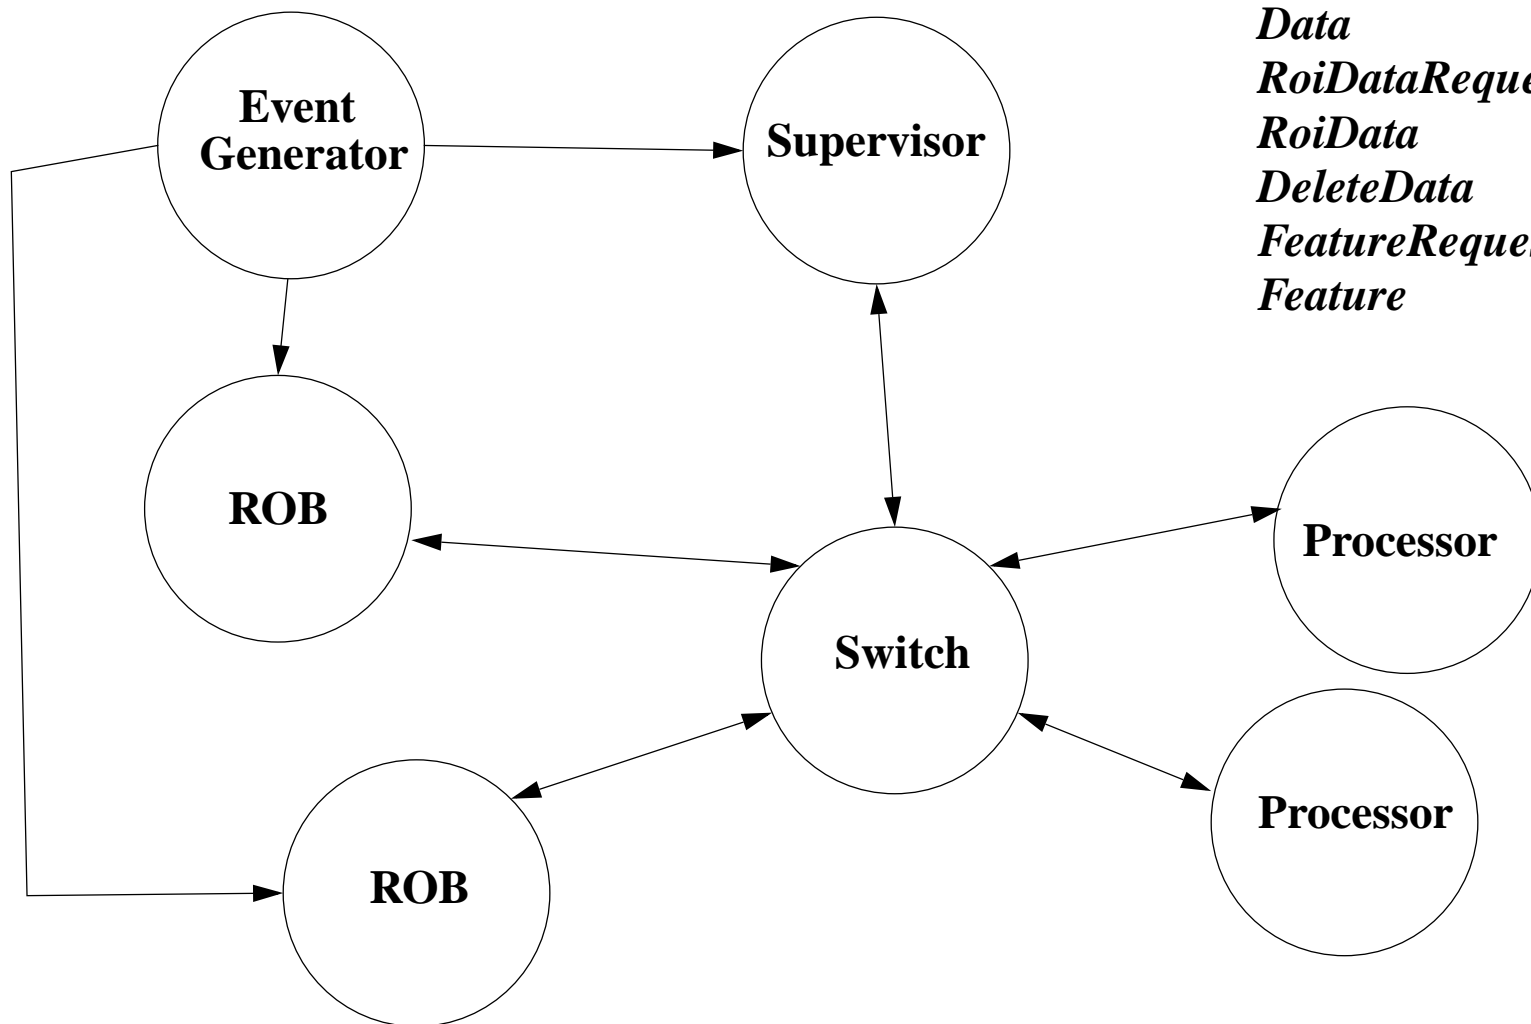 Data
RoiDataReque
RoiData
DeleteData
FeatureReque
Feature
Event
Generator
Supervisor
ROB
Processor
Switch
Processor
ROB